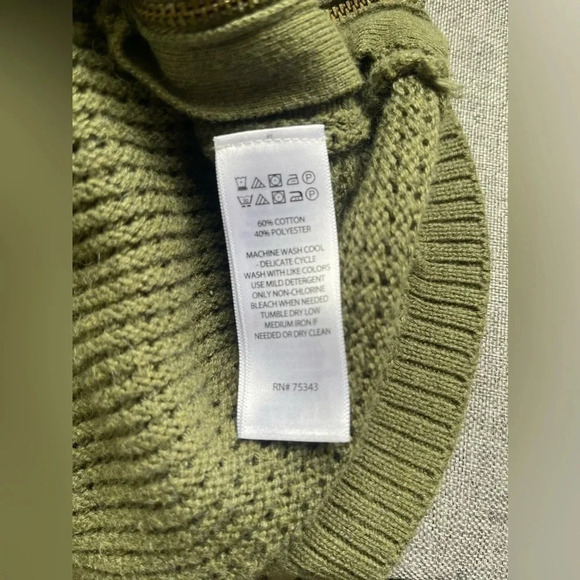 60% COTTON
40% POLYESTER
MACHINE WASH COOL
- DELICATE CYCLE
WASH WITH LIKE COLORS
USE MILD DETERGENT
ONLY NON-CHLORINE
BLEACH WHEN NEEDED
TUMBLE DRY LOW
MEDIUM IRON IF
NEEDED OR DRY CLEAN
RN# 75343